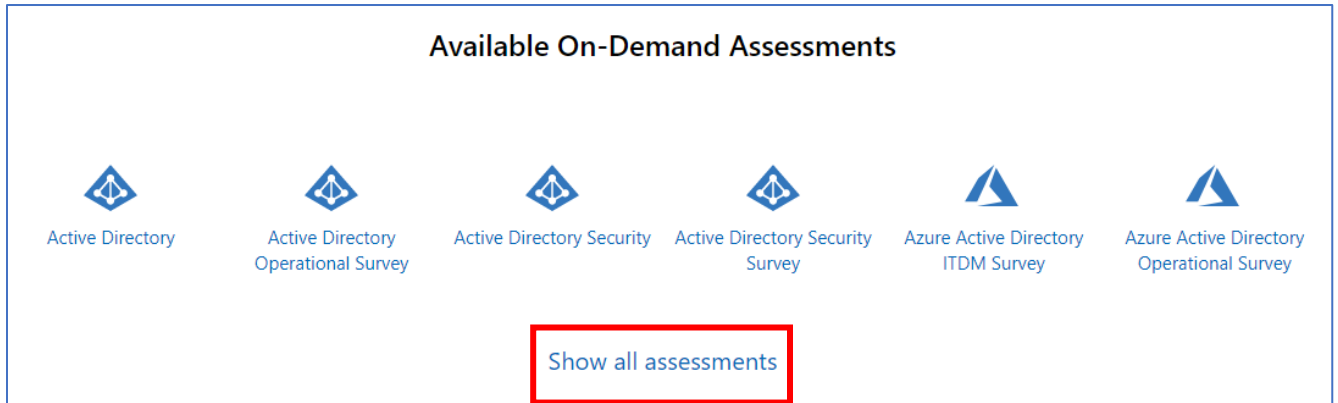 Available On-Demand Assessments
Active Directory
Active Directory
Operational Survey
Active Directory Security
Active Directory Security
Survey
Azure Active Directory
ITDM Survey
Azure Active Directory
Operational Survey
Show all assessments